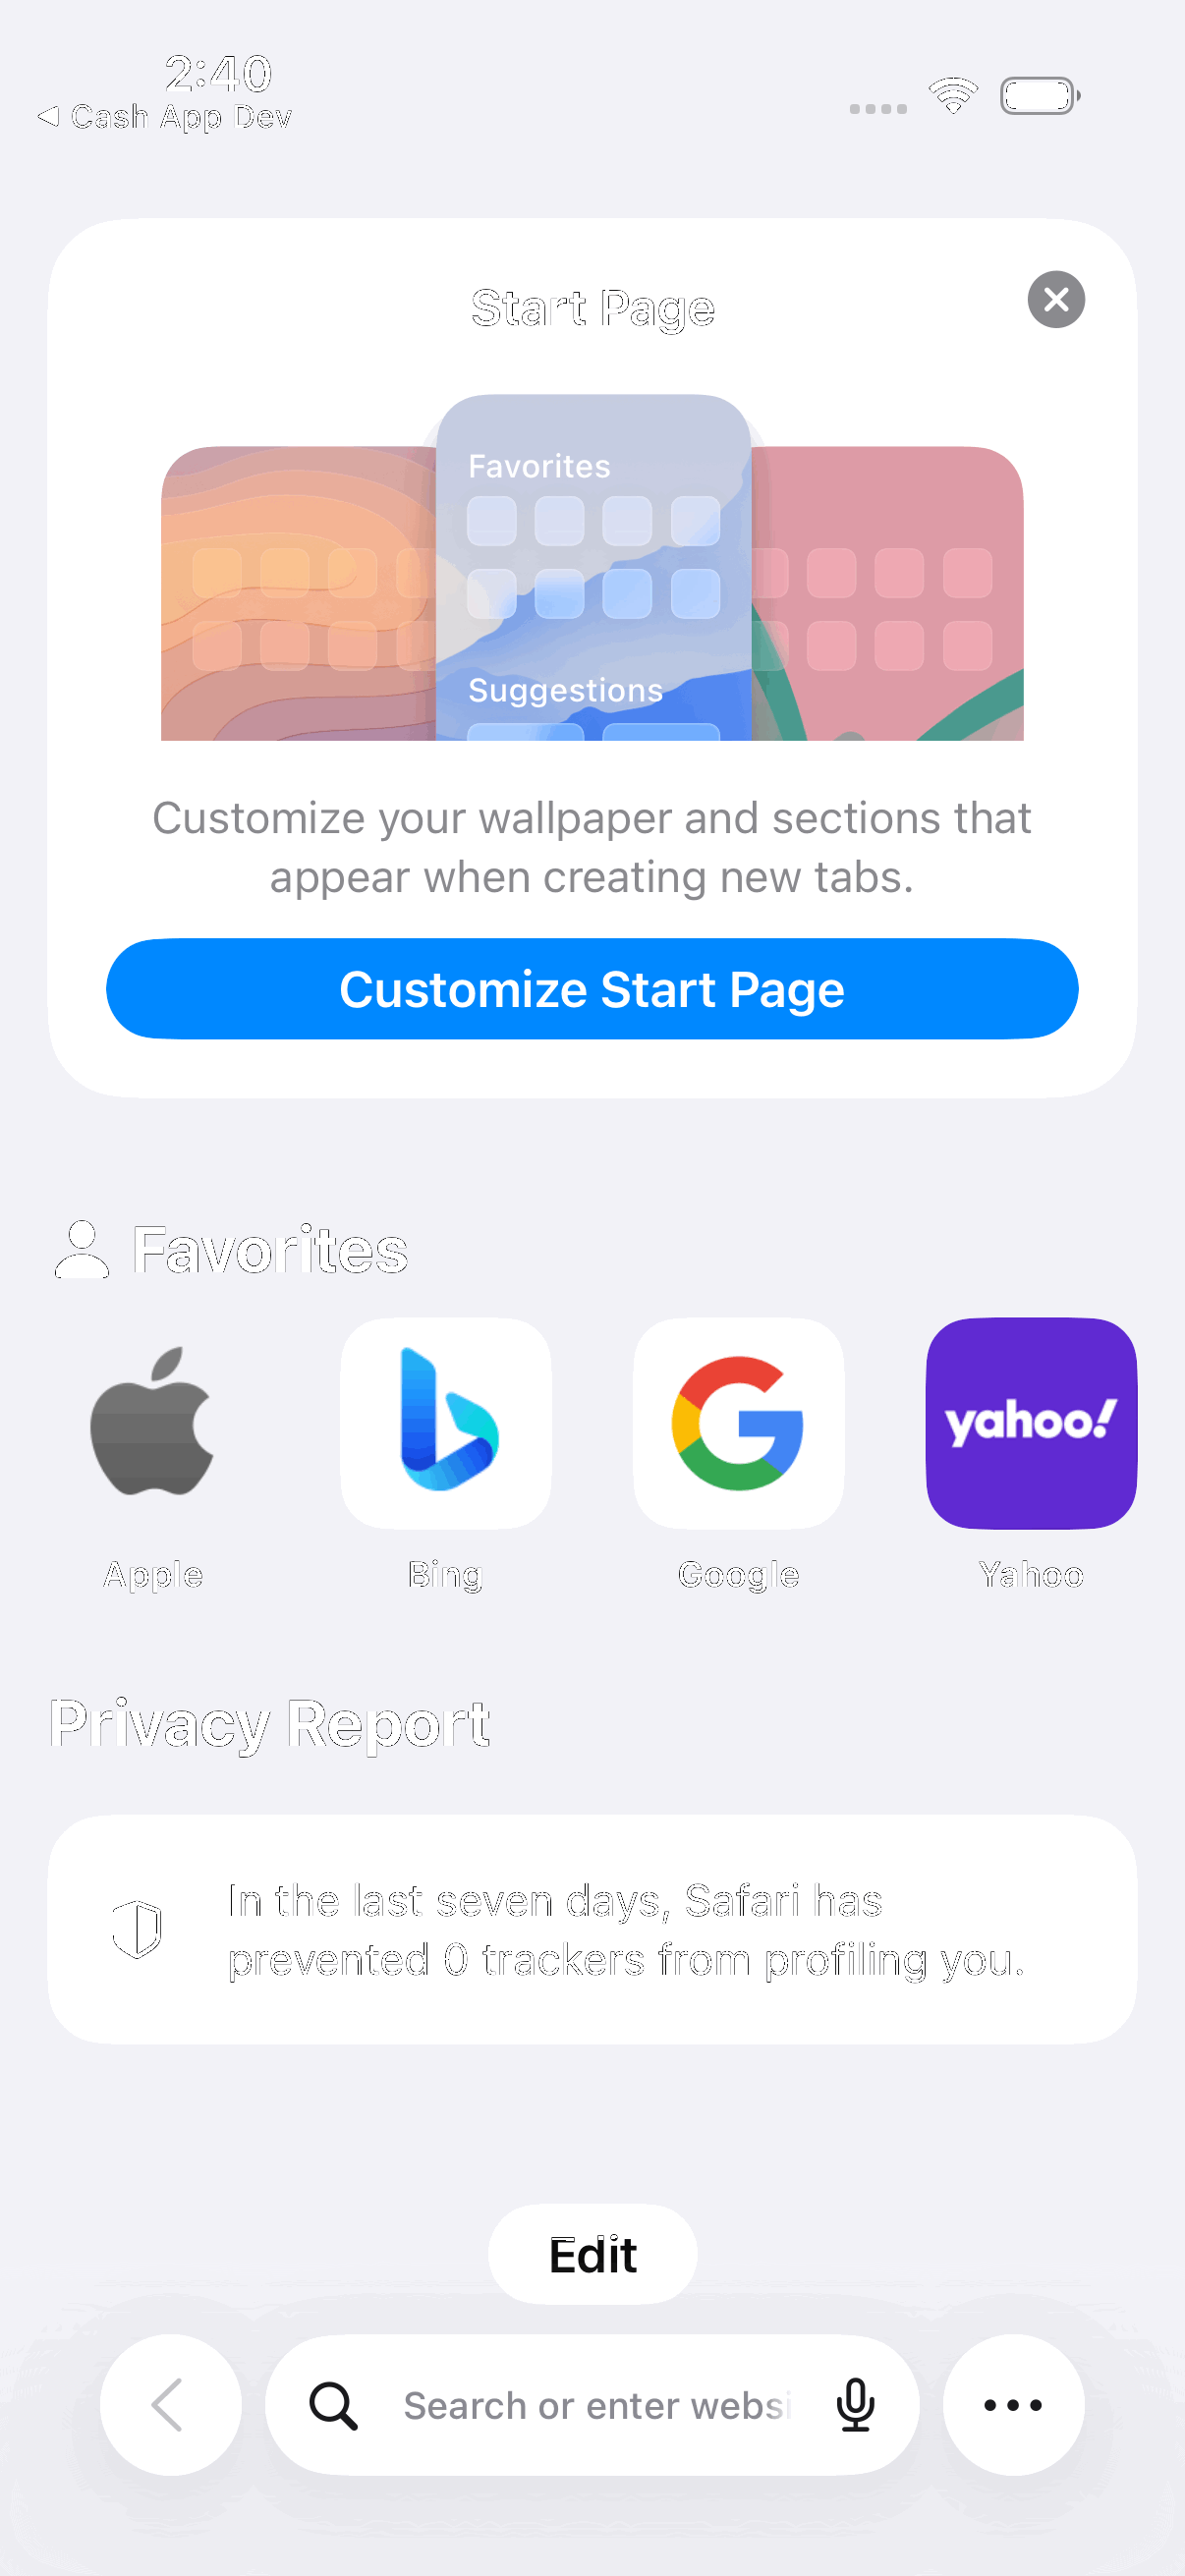 2:40
Cash App Dev
Start Page
Favorites
Suggestions
Customize your wallpaper and sections that
appear when creating new tabs.
Customize Start Page
Favorites
yahoo!
Apple
Bing
Google
Yahoo
Privacy Report
In the last seven days, Safari has
prevented 0 trackers from profiling you.
Edit
Search or enter websi